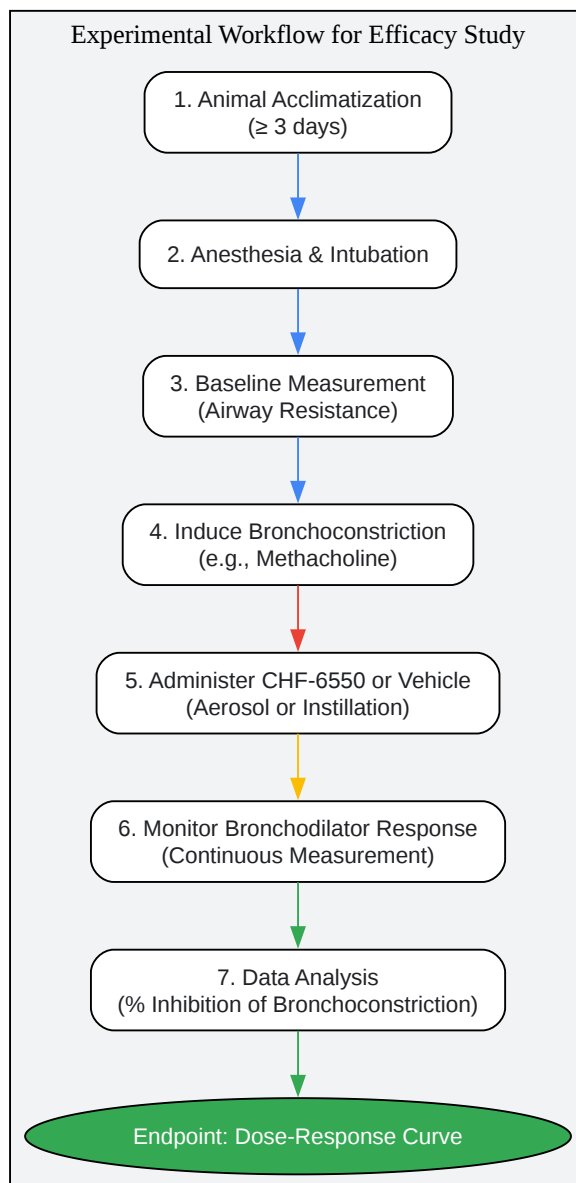 Experimental Workflow for Efficacy Study
1. Animal Acclimatization
(≥ 3 days)
2. Anesthesia & Intubation
3. Baseline Measurement
(Airway Resistance)
4. Induce Bronchoconstriction
(e.g., Methacholine)
5. Administer CHF-6550 or Vehicle
(Aerosol or Instillation)
6. Monitor Bronchodilator Response
(Continuous Measurement)
7. Data Analysis
(% Inhibition of Bronchoconstriction)
Endpoint: Dose-Response Curve